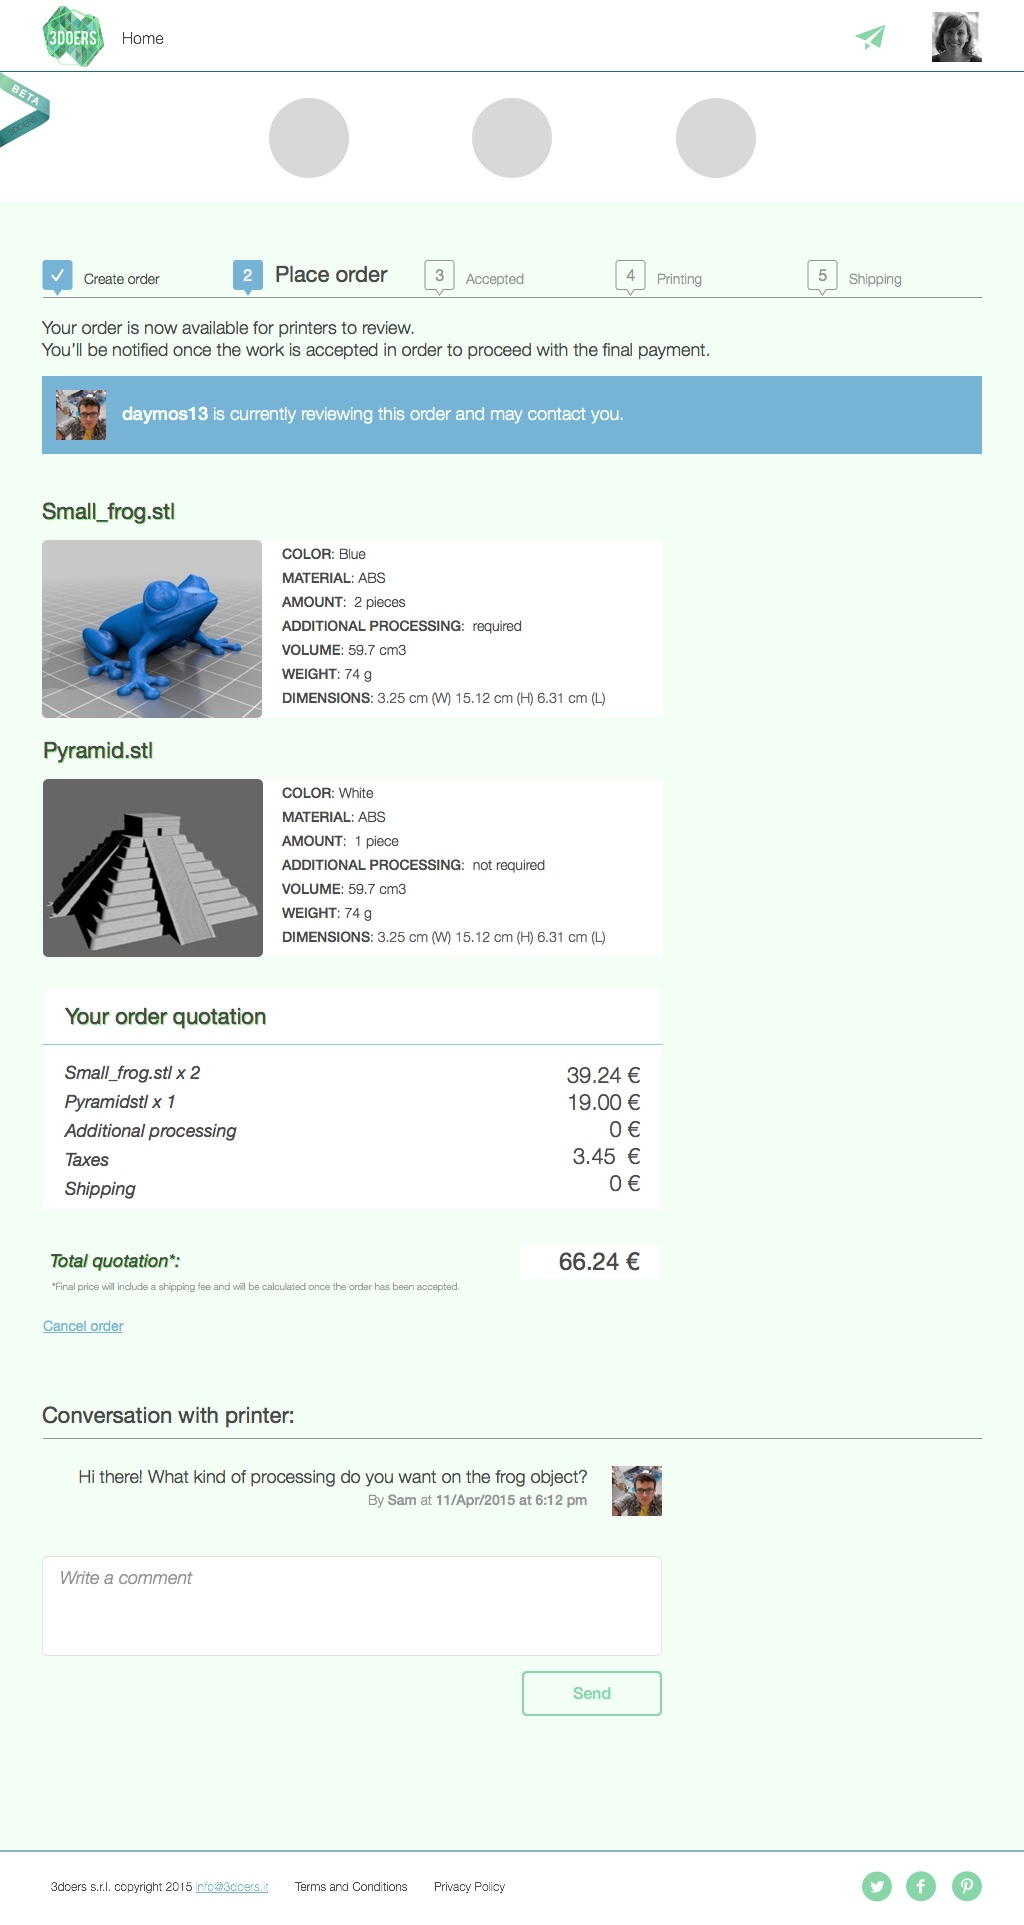 3DOERS
Home
BETA
3DOERS
✓ Create order
2 Place order
3 Accepted
4 Printing
5 Shipping
Your order is now available for printers to review.
You'll be notified once the work is accepted in order to proceed with the final payment.
daymos13 is currently reviewing this order and may contact you.
Small_frog.stl
COLOR: Blue
MATERIAL: ABS
AMOUNT: 2 pieces
ADDITIONAL PROCESSING: required
VOLUME: 59.7 cm3
WEIGHT: 74 g
DIMENSIONS: 3.25 cm (W) 15.12 cm (H) 6.31 cm (L)
Pyramid.stl
COLOR: White
MATERIAL: ABS
AMOUNT: 1 piece
ADDITIONAL PROCESSING: not required
VOLUME: 59.7 cm3
WEIGHT: 74 g
DIMENSIONS: 3.25 cm (W) 15.12 cm (H) 6.31 cm (L)
Your order quotation
Small_frog.stl x 2 39.24 €
Pyramidstl x 1 19.00 €
Additional processing 0 €
Taxes 3.45 €
Shipping 0 €
Total quotation*: 66.24 €
*Final price will include a shipping fee and will be calculated once the order has been accepted.
Cancel order
Conversation with printer:
Hi there! What kind of processing do you want on the frog object?
By Sam at 11/Apr/2015 at 6:12 pm
Write a comment
Send
3doers s.r.l. copyright 2015 info@3doers.it Terms and Conditions Privacy Policy